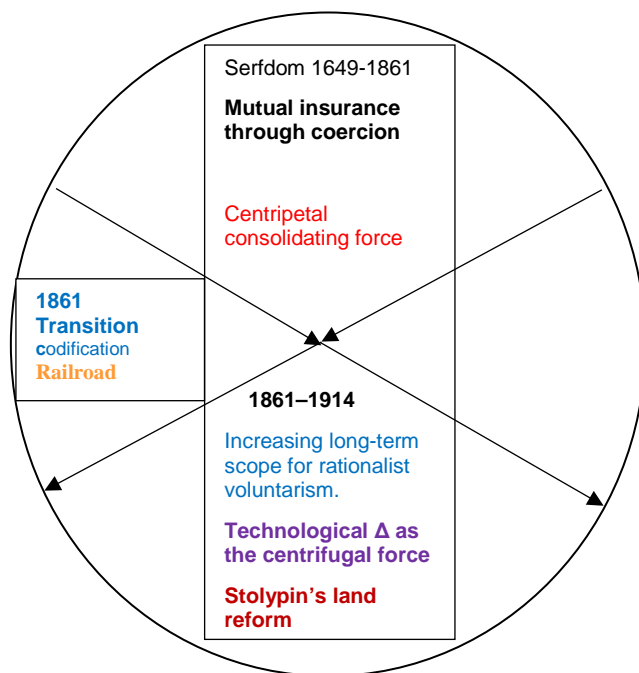 Serfdom 1649-1861
Mutual insurance
through coercion
Centripetal
consolidating force
1861
Transition
codification
Railroad
1861–1914
Increasing long-term
scope for rationalist
voluntarism.
Technological Δ as
the centrifugal force
Stolypin's land
reform